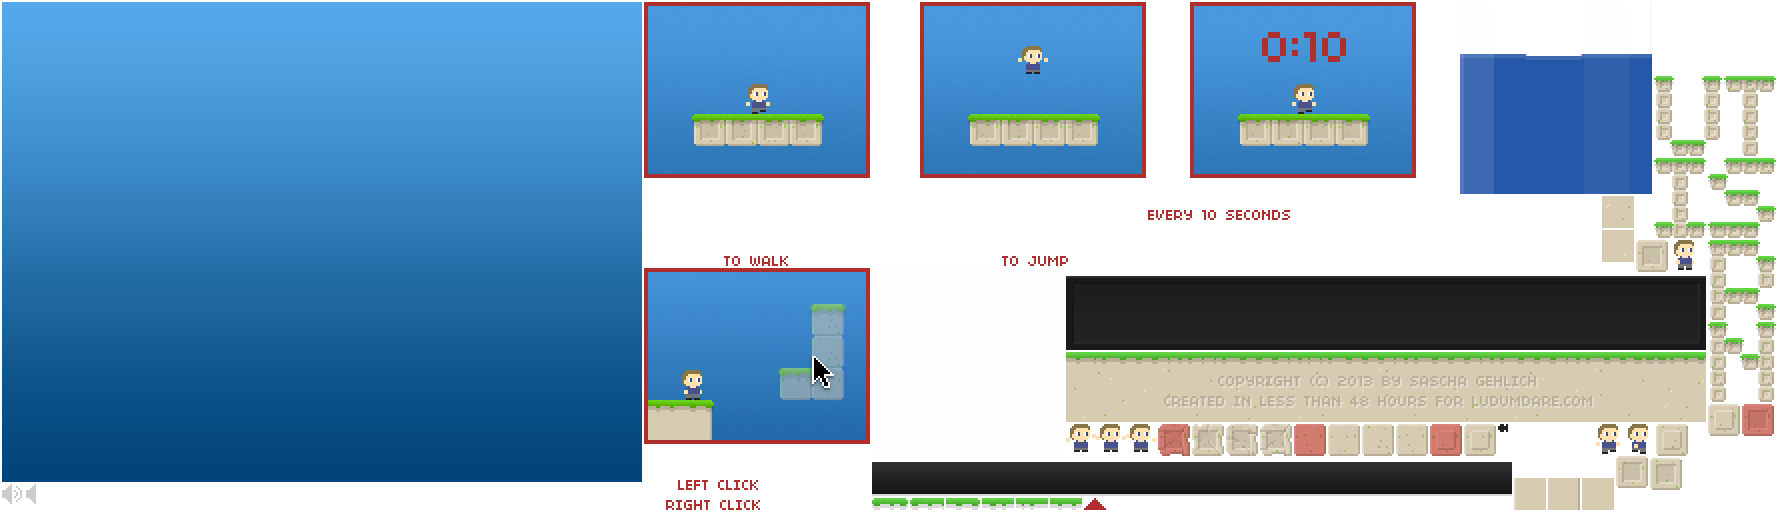 0:10
EVERY 10 SECONDS
TO WALK
TO JUMP
COPYRIGHT (C) 2013 BY SASCHA GEHLICH
CREATED IN LESS THAN 48 HOURS FOR LUDUMDARE.COM
LEFT CLICK
RIGHT CLICK